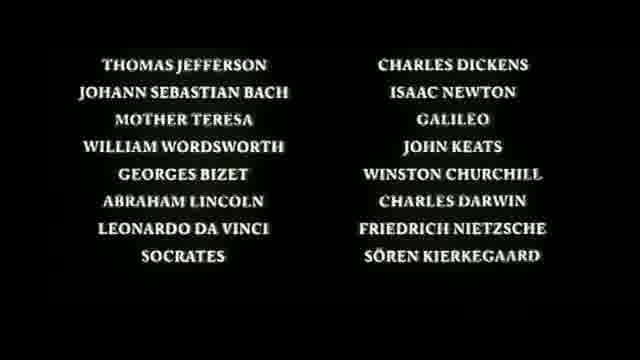 THOMAS JEFFERSON
JOHANN SEBASTIAN BACH
MOTHER TERESA
WILLIAM WORDSWORTH
GEORGES BIZET
ABRAHAM LINCOLN
LEONARDO DA VINCI
SOCRATES
CHARLES DICKENS
ISAAC NEWTON
GALILEO
JOHN KEATS
WINSTON CHURCHILL
CHARLES DARWIN
FRIEDRICH NIETZSCHE
SÖREN KIERKEGAARD